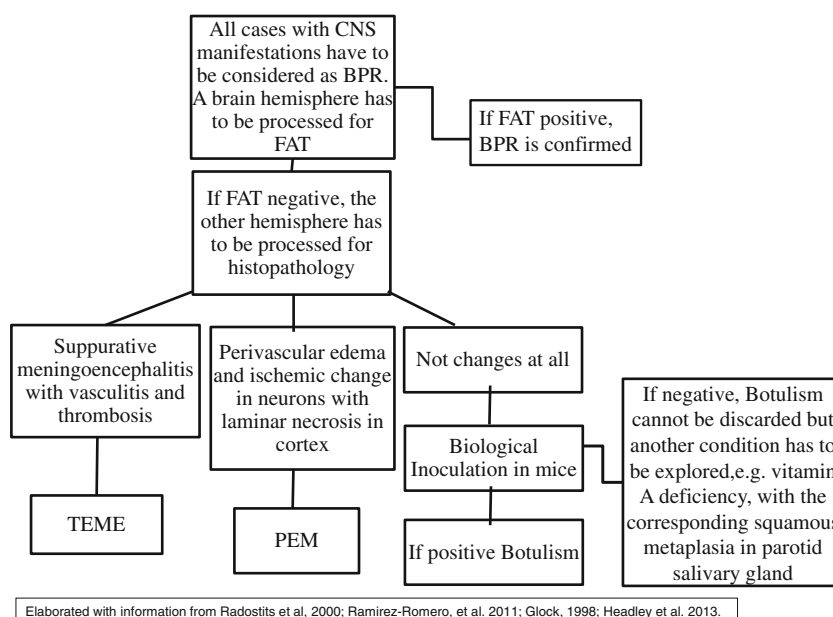 All cases with CNS
manifestations have to
be considered as BPR.
A brain hemisphere has
to be processed for
FAT
If FAT positive,
BPR is confirmed
If FAT negative, the
other hemisphere has
to be processed for
histopathology
Suppurative
meningoencephalitis
with vasculitis and
thrombosis
Perivascular edema
and ischemic change
in neurons with
laminar necrosis in
cortex
Not changes at all
If negative, Botulism
cannot be discarded but
another condition has to
be explored,e.g. vitamin
A deficiency, with the
corresponding squamous
metaplasia in parotid
salivary gland
Biological
Inoculation in mice
TEME
PEM
If positive Botulism
Elaborated with information from Radostits et al, 2000; Ramirez-Romero, et al. 2011; Glock, 1998; Headley et al. 2013.